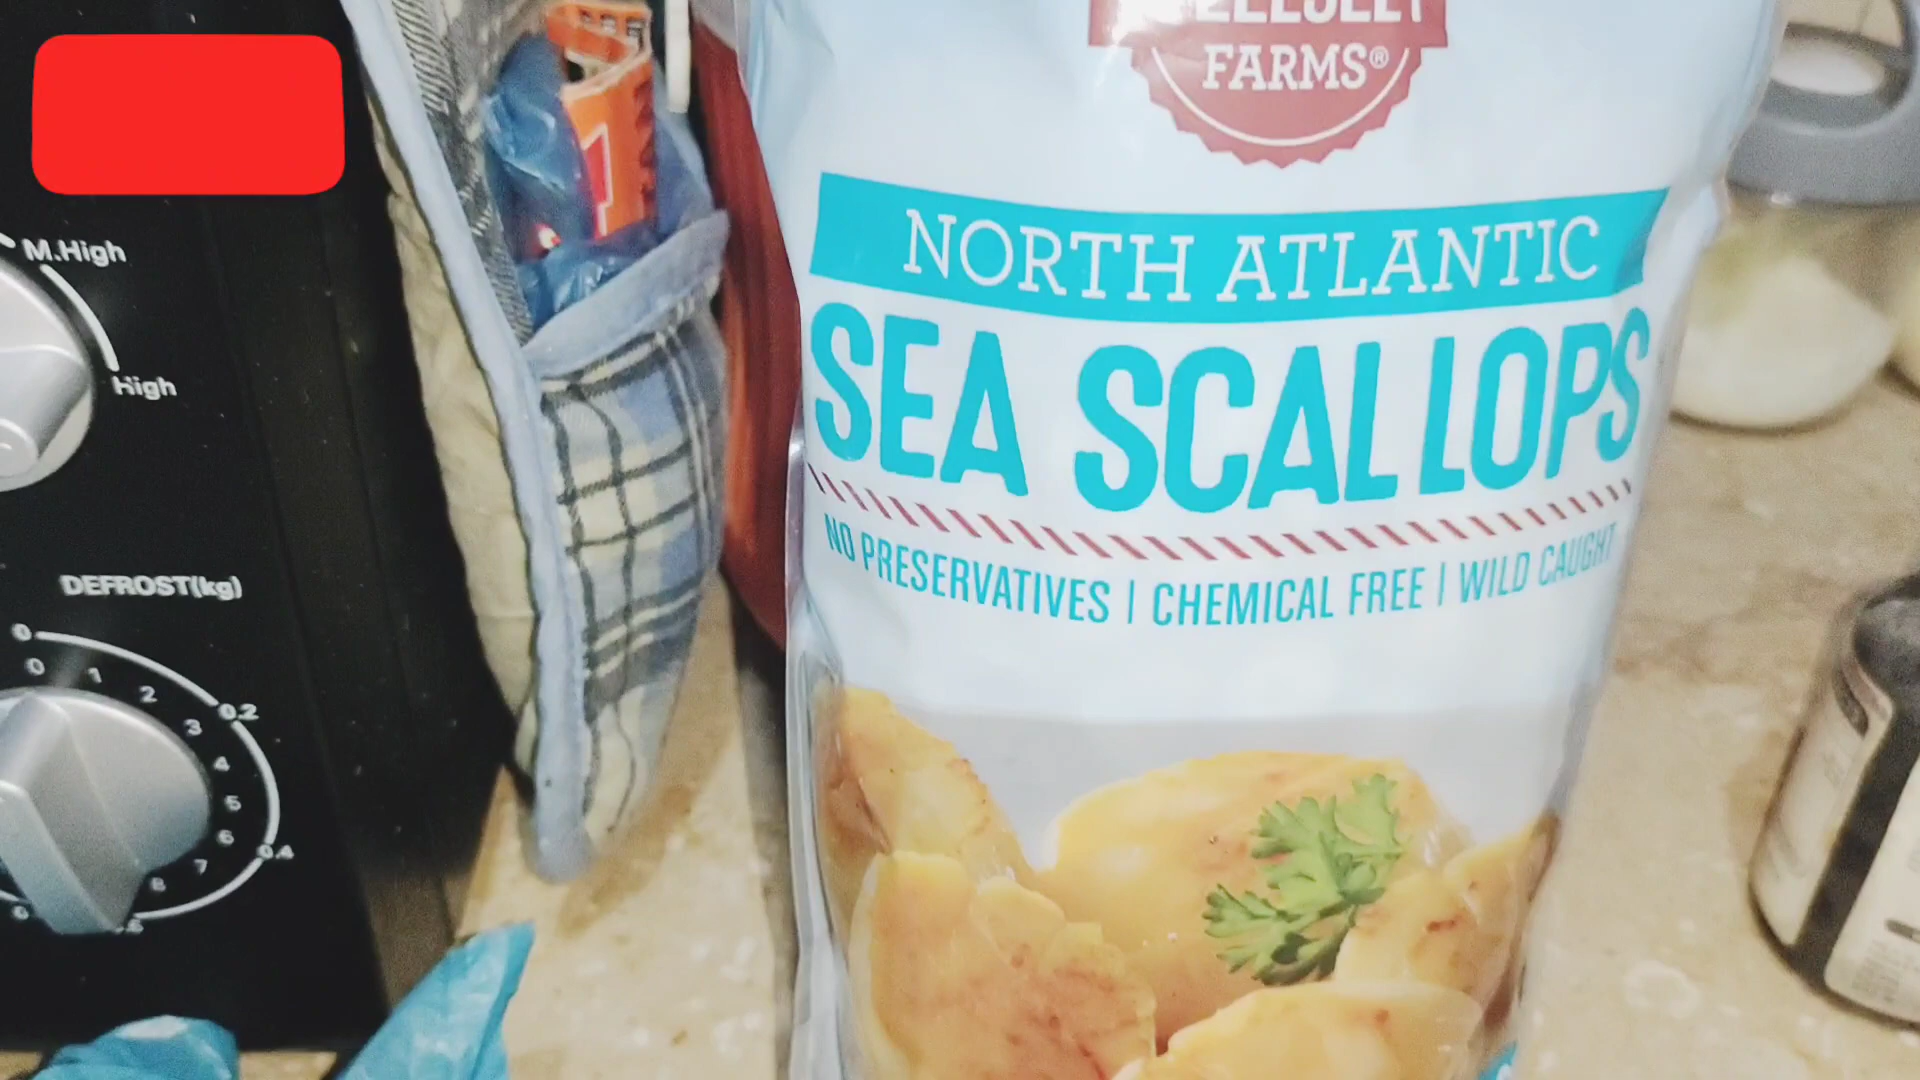 FARMS®
NORTH ATLANTIC
SEA SCALLOPS
NO PRESERVATIVES | CHEMICAL FREE | WILD CAUGHT
M.High
High
DEFROST(kg)
0
0
1
2
0.2
3
4
5
6
0.4
7
8
1